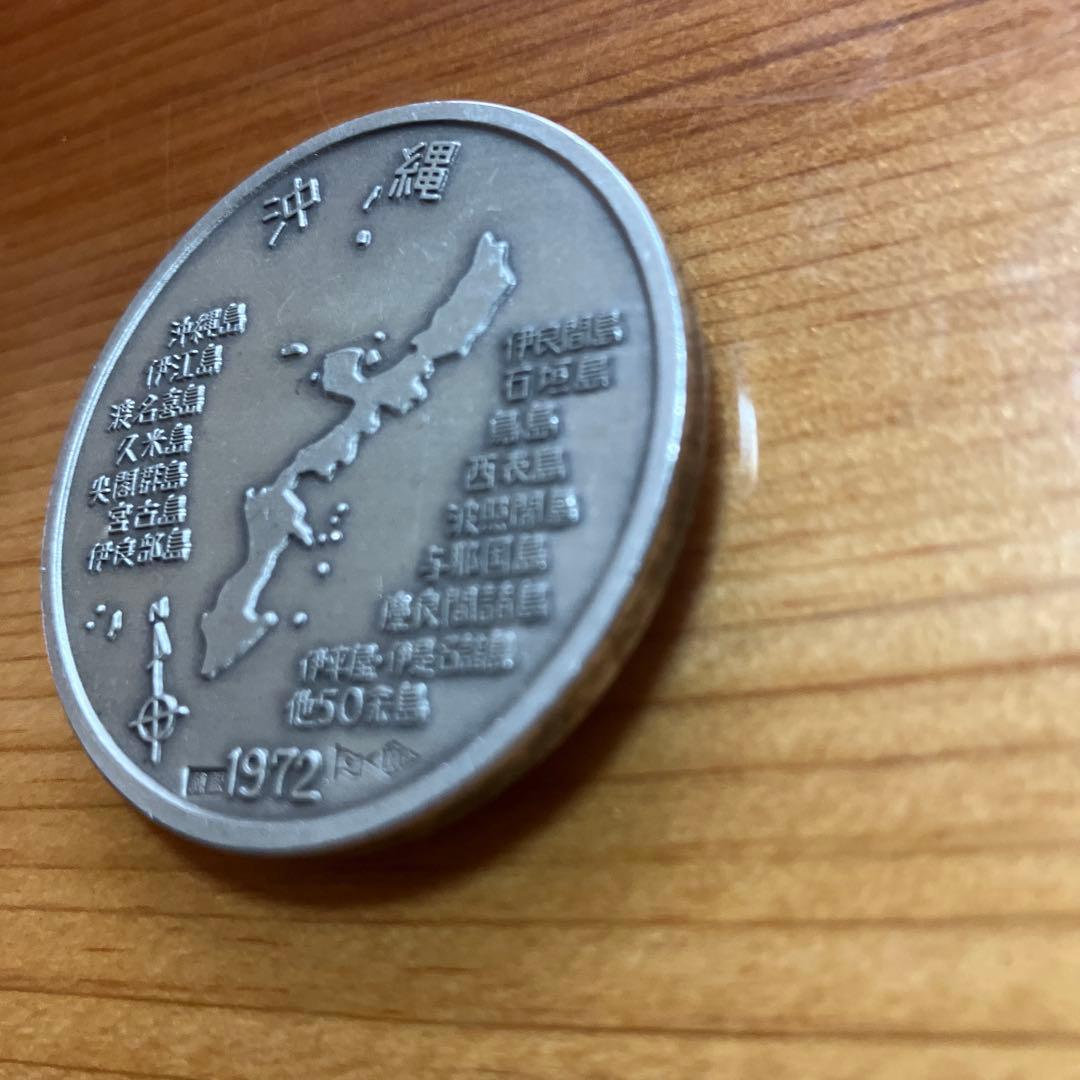 沖縄
沖縄島
伊江島
渡名喜島
久米島
尖閣群島
宮古島
伊良部島
伊良間島
石垣島
鳥島
西表島
波照間島
与那国島
慶良間諸島
伊平屋・伊是名諸島
他50余島
N
1972